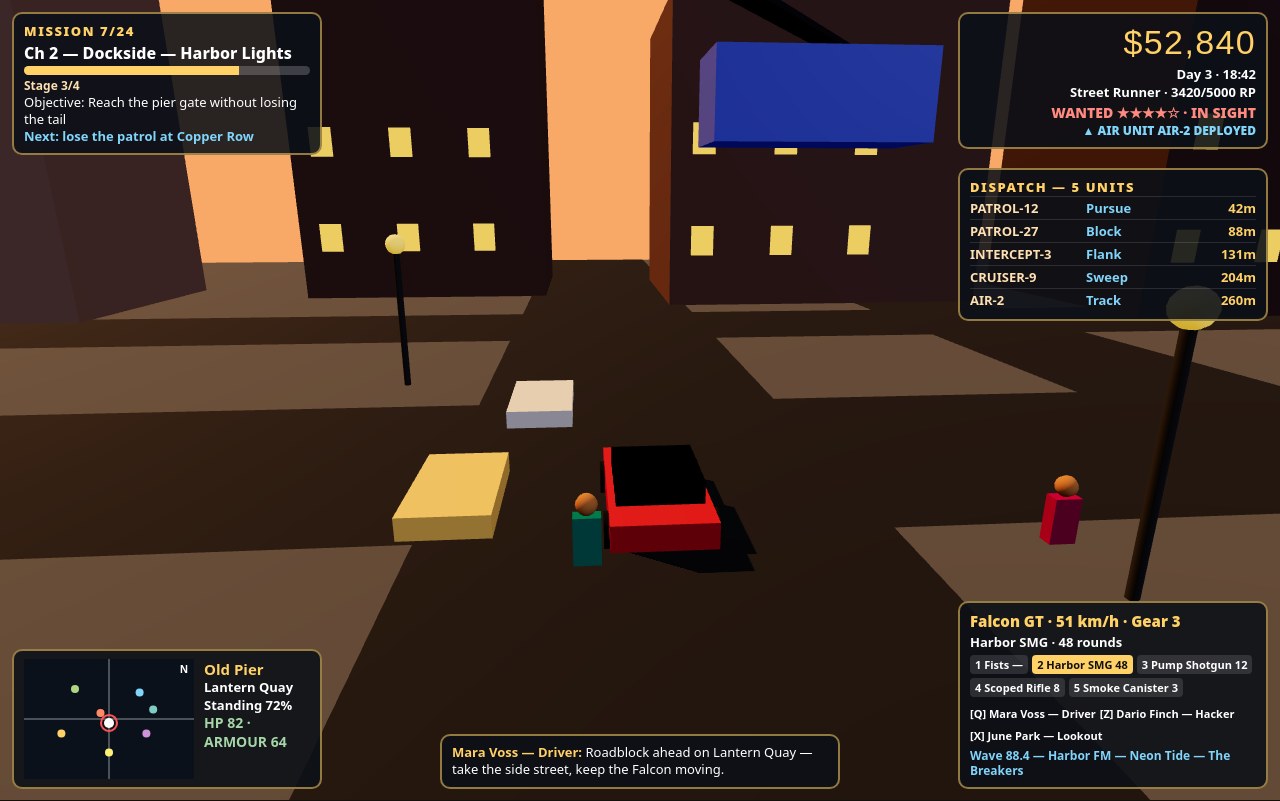 MISSION 7/24
Ch 2 — Dockside — Harbor Lights
Stage 3/4
Objective: Reach the pier gate without losing
the tail
Next: lose the patrol at Copper Row
$52,840
Day 3 · 18:42
Street Runner · 3420/5000 RP
WANTED ★★★★☆ · IN SIGHT
▲ AIR UNIT AIR-2 DEPLOYED
DISPATCH — 5 UNITS
PATROL-12 Pursue 42m
PATROL-27 Block 88m
INTERCEPT-3 Flank 131m
CRUISER-9 Sweep 204m
AIR-2 Track 260m
N
Old Pier
Lantern Quay
Standing 72%
HP 82 ·
ARMOUR 64
Mara Voss — Driver: Roadblock ahead on Lantern Quay —
take the side street, keep the Falcon moving.
Falcon GT · 51 km/h · Gear 3
Harbor SMG · 48 rounds
1 Fists — 2 Harbor SMG 48 3 Pump Shotgun 12
4 Scoped Rifle 8 5 Smoke Canister 3
[Q] Mara Voss — Driver [Z] Dario Finch — Hacker
[X] June Park — Lookout
Wave 88.4 — Harbor FM — Neon Tide — The
Breakers